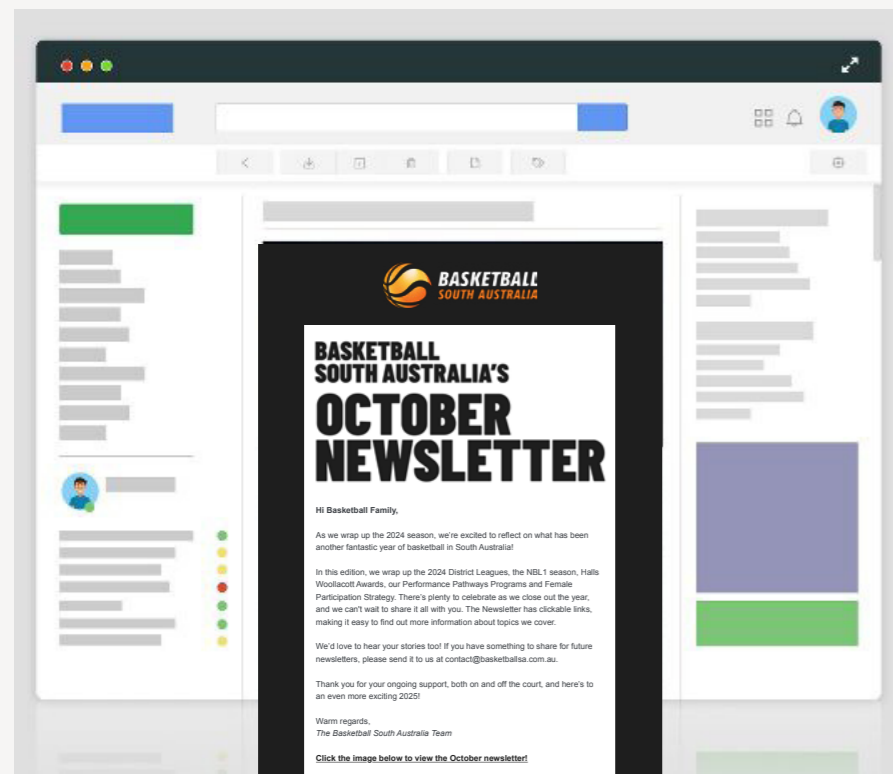 BASKETBALL
SOUTH AUSTRALIA
BASKETBALL
SOUTH AUSTRALIA'S
OCTOBER
NEWSLETTER
Hi Basketball Family,
As we wrap up the 2024 season, we're excited to reflect on what has been
another fantastic year of basketball in South Australia!
In this edition, we wrap up the 2024 District Leagues, the NBL1 season, Halls
Woollacott Awards, our Performance Pathways Programs and Female
Participation Strategy. There's plenty to celebrate as we close out the year,
and we can't wait to share it all with you. The Newsletter has clickable links,
making it easy to find out more information about topics we cover.
We'd love to hear your stories too! If you have something to share for future
newsletters, please send it to us at contact@basketballsa.com.au.
Thank you for your ongoing support, both on and off the court, and here's to
an even more exciting 2025!
Warm regards,
The Basketball South Australia Team
Click the image below to view the October newsletter!